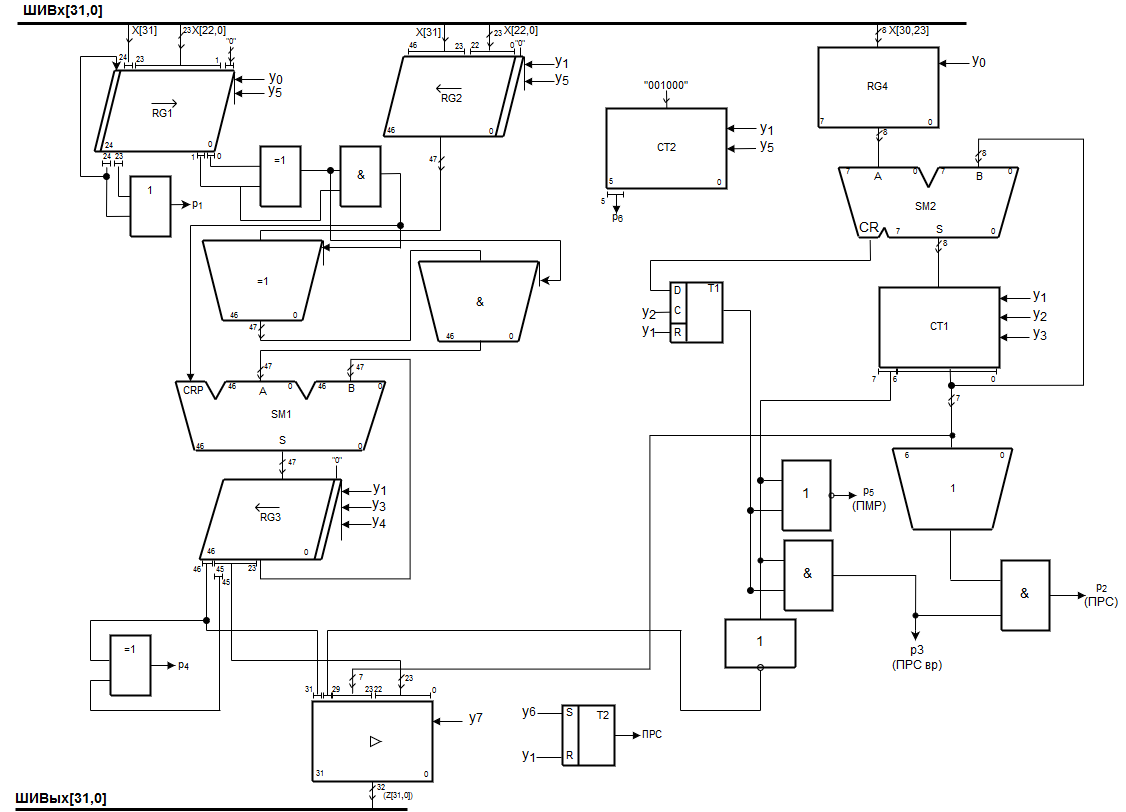 ШИВх[31,0]
X[31]
23 X[22,0]
"0"
24
23
1
RG1
24
0
24 23
1
0
y0
y5
1
p1
X[31]
23 X[22,0]
46
23
22
0
"0"
RG2
46
0
y1
y5
47
=1
&
"001000"
CT2
5
0
y1
y5
5
p6
8 X[30,23]
RG4
7
0
y0
8
8
7
A
0
7
B
0
SM2
CR
7
S
0
8
=1
46
0
47
&
46
0
D
T1
C
R
y2
y1
CT1
y1
y2
y3
7
6
0
7
47
47
CRP
46
A
0
46
B
0
SM1
S
46
0
47
"0"
RG3
46
0
y1
y3
y4
46
45
23
45
6
0
1
1
p5
(ПМР)
&
&
p2
(ПРС)
p3
(ПРС вр)
1
=1
p4
31
29
7
23
22
23
0
31
0
y7
y6
S
T2
y1
R
ПРС
32
(Z[31,0])
ШИВых[31,0]